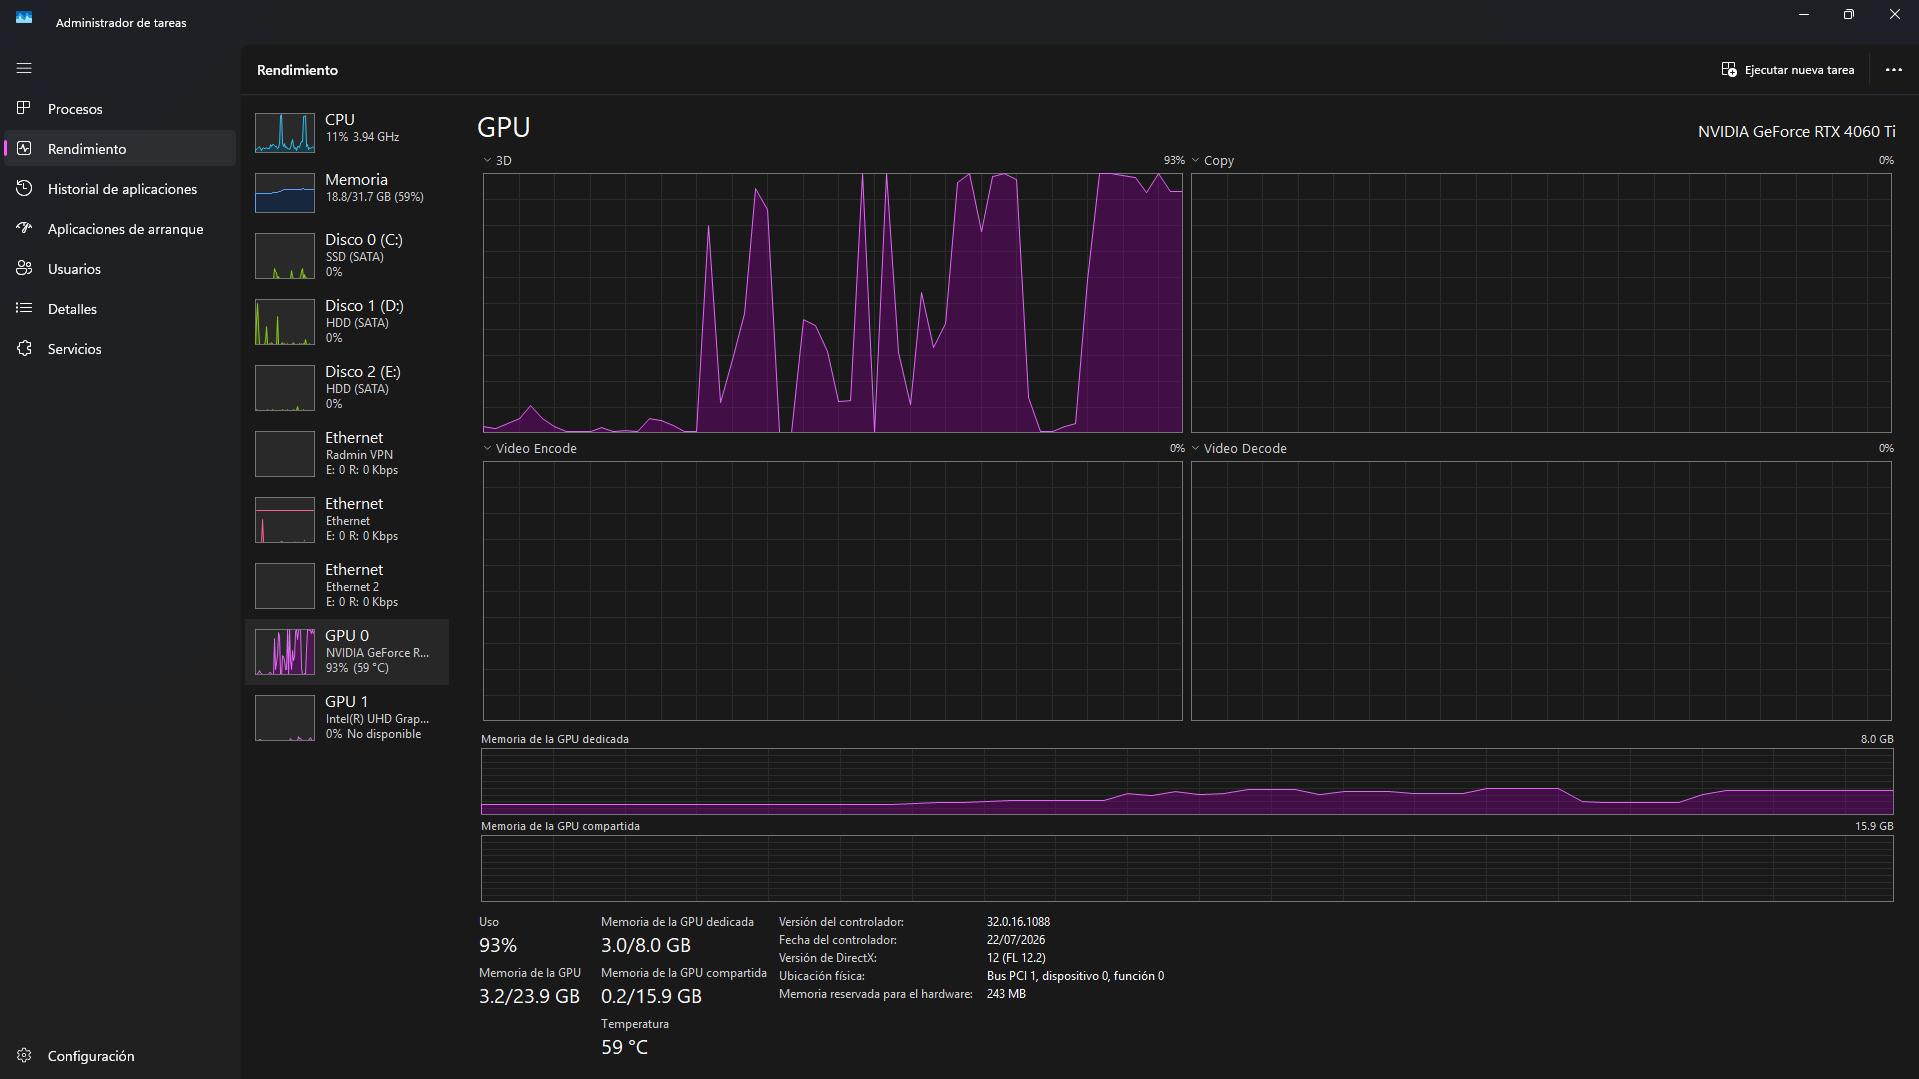 Administrador de tareas
Rendimiento
Ejecutar nueva tarea
Procesos
Rendimiento
Historial de aplicaciones
Aplicaciones de arranque
Usuarios
Detalles
Servicios
Configuración
CPU
11% 3.94 GHz
Memoria
18.8/31.7 GB (59%)
Disco 0 (C:)
SSD (SATA)
0%
Disco 1 (D:)
HDD (SATA)
0%
Disco 2 (E:)
HDD (SATA)
0%
Ethernet
Radmin VPN
E: 0 R: 0 Kbps
Ethernet
Ethernet
E: 0 R: 0 Kbps
Ethernet
Ethernet 2
E: 0 R: 0 Kbps
GPU 0
NVIDIA GeForce R...
93% (59 °C)
GPU 1
Intel(R) UHD Grap...
0% No disponible
GPU
NVIDIA GeForce RTX 4060 Ti
3D 93%
Copy 0%
Video Encode 0%
Video Decode 0%
Memoria de la GPU dedicada 8.0 GB
Memoria de la GPU compartida 15.9 GB
Uso
93%
Memoria de la GPU
3.2/23.9 GB
Memoria de la GPU dedicada
3.0/8.0 GB
Memoria de la GPU compartida
0.2/15.9 GB
Temperatura
59 °C
Versión del controlador: 32.0.16.1088
Fecha del controlador: 22/07/2026
Versión de DirectX: 12 (FL 12.2)
Ubicación física: Bus PCI 1, dispositivo 0, función 0
Memoria reservada para el hardware: 243 MB